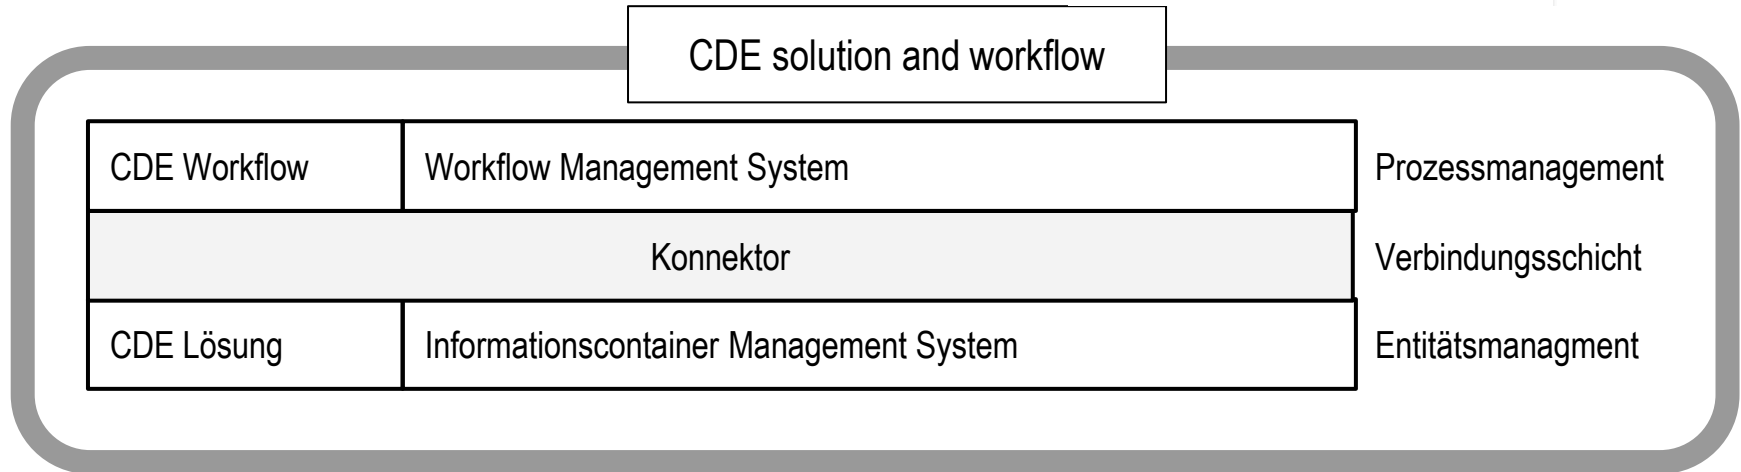 CDE solution and workflow
CDE Workflow Workflow Management System Prozessmanagement
Konnektor Verbindungsschicht
CDE Lösung Informationscontainer Management System Entitätsmanagment